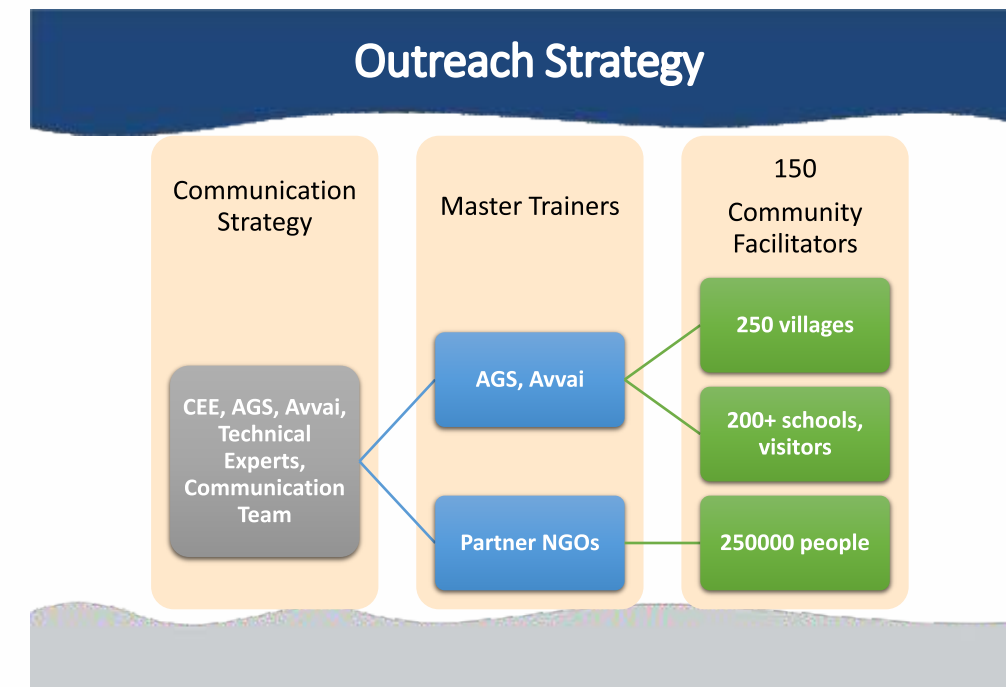 Outreach Strategy
Communication
Strategy
Master Trainers
150
Community
Facilitators
CEE, AGS, Avvai,
Technical
Experts,
Communication
Team
AGS, Avvai
Partner NGOs
250 villages
200+ schools,
visitors
250000 people